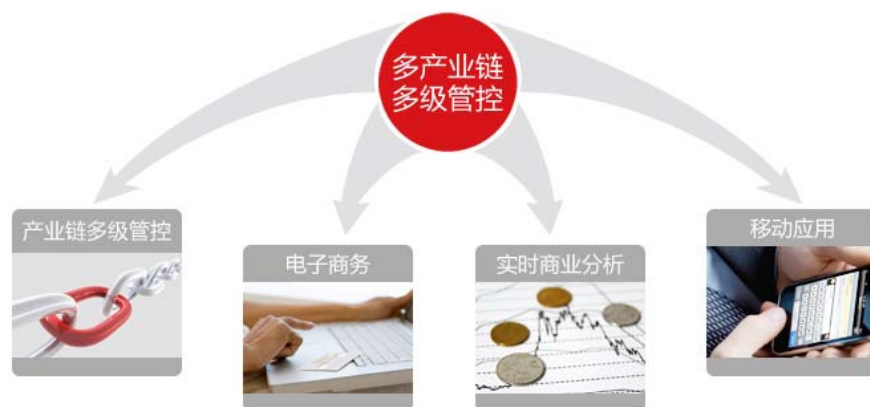 多产业链
多级管控
产业链多级管控
电子商务
实时商业分析
移动应用